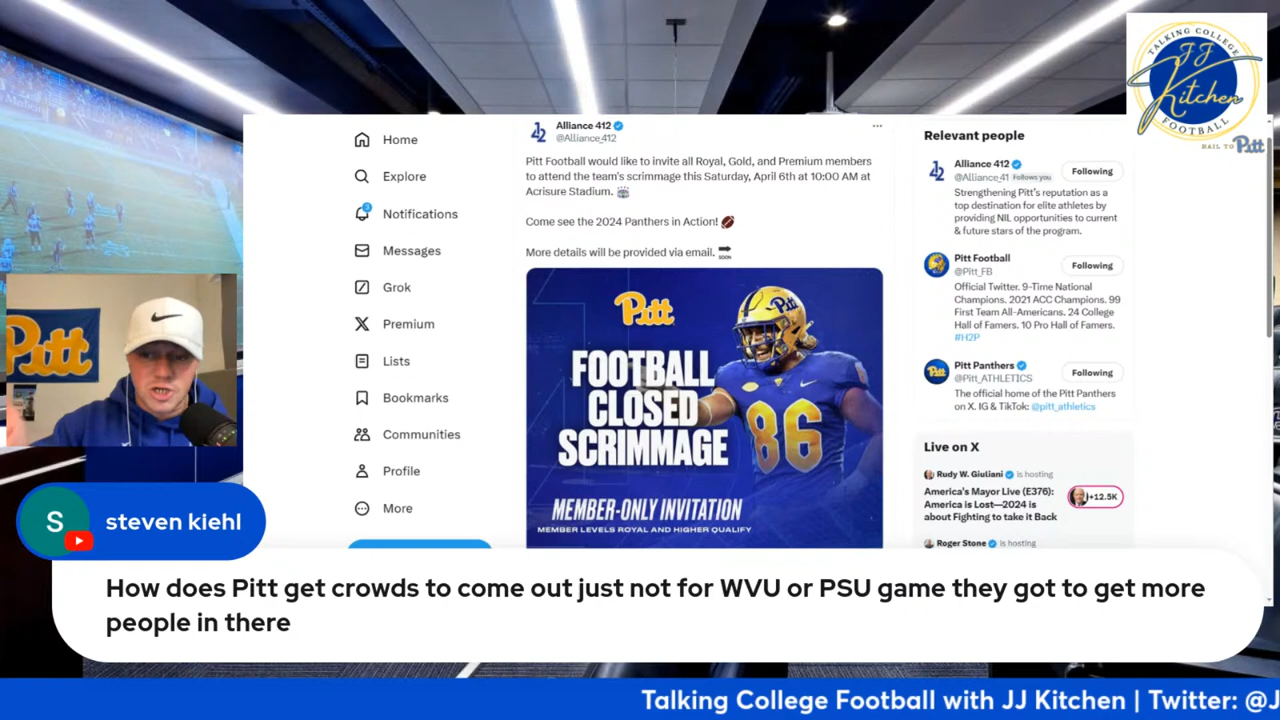 TALKING COLLEGE
JJ
Kitchen
FOOTBALL
HAIL TO Pitt
Home
Explore
Notifications
Messages
Grok
Premium
Lists
Bookmarks
Communities
Profile
More
Alliance 412
@Alliance_412
Pitt Football would like to invite all Royal, Gold, and Premium members
to attend the team's scrimmage this Saturday, April 6th at 10:00 AM at
Acrisure Stadium.
Come see the 2024 Panthers in Action!
More details will be provided via email.
SOON
Pitt
FOOTBALL
CLOSED
SCRIMMAGE
Pitt
86
MEMBER-ONLY INVITATION
MEMBER LEVELS ROYAL AND HIGHER QUALIFY
Relevant people
Alliance 412
@Alliance_41 Follows you
Following
Strengthening Pitt's reputation as a
top destination for elite athletes by
providing NIL opportunities to current
& future stars of the program.
Pitt Football
@Pitt_FB
Following
Official Twitter. 9-Time National
Champions. 2021 ACC Champions. 99
First Team All-Americans. 24 College
Hall of Famers. 10 Pro Hall of Famers.
#H2P
Pitt Panthers
@Pitt_ATHLETICS
Following
The official home of the Pitt Panthers
on X. IG & TikTok: @pitt_athletics
Live on X
Rudy W. Giuliani is hosting
America's Mayor Live (E376):
America is Lost—2024 is
about Fighting to take it Back
+12.5K
Roger Stone is hosting
Pitt
S
steven kiehl
How does Pitt get crowds to come out just not for WVU or PSU game they got to get more
people in there
Talking College Football with JJ Kitchen | Twitter: @J